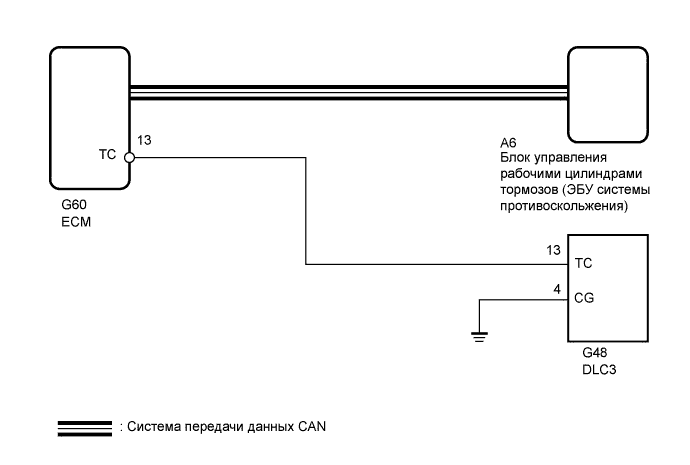 13
TC
G60
ECM
A6
Блок управления
рабочими цилиндрами
тормозов (ЭБУ системы
противоскольжения)
13
TC
4
CG
G48
DLC3
: Система передачи данных CAN